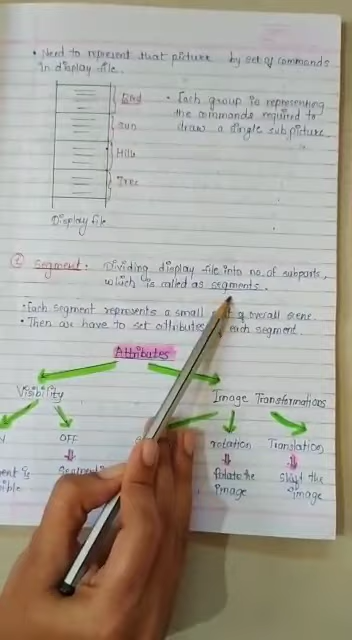 • Need to represent that picture by set of commands
in display file.
Bird
Sun
Hills
Tree
Display file
• Each group is representing
the commands required to
draw a single subpicture
② Segment: Dividing display file into no. of subparts,
which is called as segments.
• Each segment represents a small of overall scene.
• Then we have to set attributes each segment.
Attributes
Visibility
Image Transformations
OFF
rotation
Translation
Rotate the
image
shift the
image